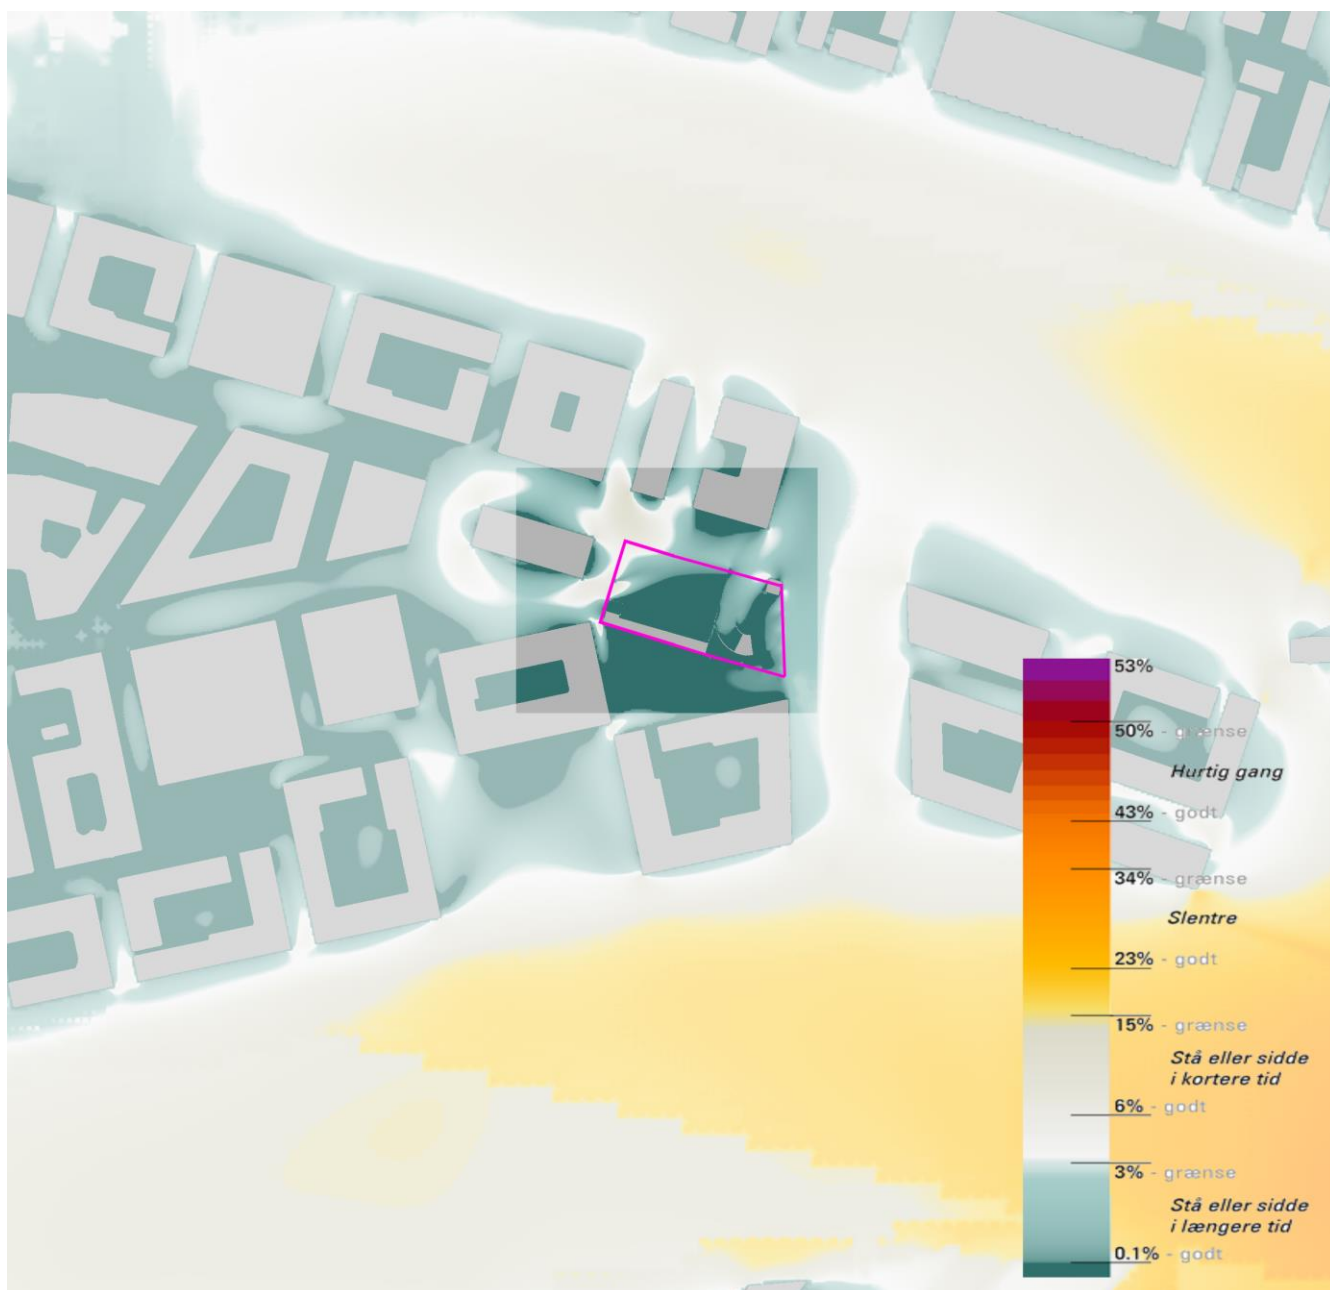 53%
50% - grænse
Hurtig gang
43% - godt
34% - grænse
Slentre
23% - godt
15% - grænse
Stå eller sidde
i kortere tid
6% - godt
3% - grænse
Stå eller sidde
i længere tid
0.1% - godt